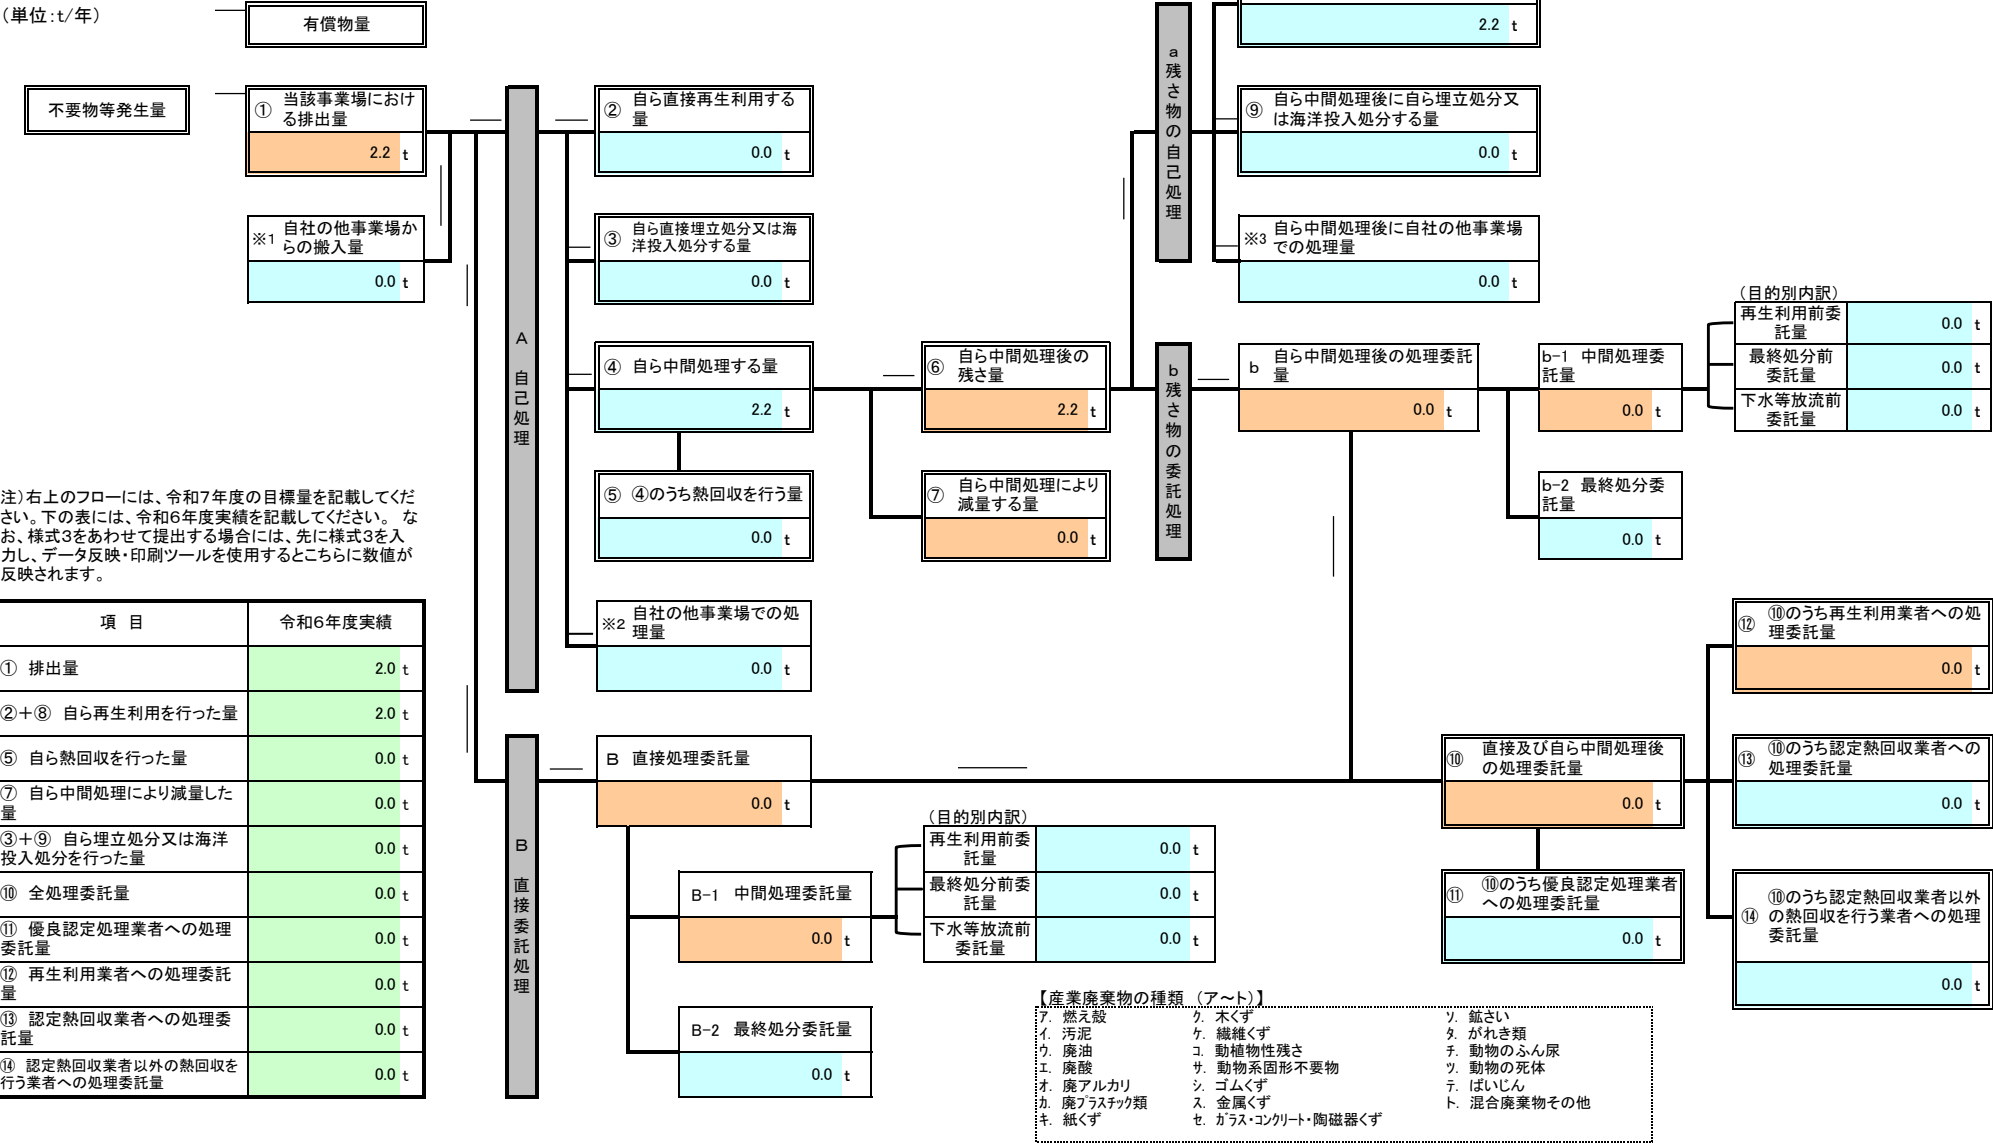 (単位:t/年)
有償物量
2.2 t
不要物等発生量
① 当該事業場におけ
る排出量
2.2 t
※1 自社の他事業場か
らの搬入量
0.0 t
A 自己処理
② 自ら直接再生利用する
量
0.0 t
③ 自ら直接埋立処分又は海
洋投入処分する量
0.0 t
④ 自ら中間処理する量
2.2 t
⑤ ④のうち熱回収を行う量
0.0 t
※2 自社の他事業場での処
理量
0.0 t
⑥ 自ら中間処理後の
残さ量
2.2 t
⑦ 自ら中間処理により
減量する量
0.0 t
a 残さ物の自己処理
⑨ 自ら中間処理後に自ら埋立処分又
は海洋投入処分する量
0.0 t
※3 自ら中間処理後に自社の他事業場
での処理量
0.0 t
b 残さ物の委託処理
b 自ら中間処理後の処理委託
量
0.0 t
b-1 中間処理委
託量
0.0 t
b-2 最終処分委
託量
0.0 t
(目的別内訳)
再生利用前委
託量
0.0 t
最終処分前
委託量
0.0 t
下水等放流前
委託量
0.0 t
注)右上のフローには、令和7年度の目標量を記載してくだ
さい。下の表には、令和6年度実績を記載してください。 な
お、様式3をあわせて提出する場合には、先に様式3を入
力し、データ反映・印刷ツールを使用するとこちらに数値が
反映されます。
項 目 令和6年度実績
① 排出量 2.0 t
②+⑧ 自ら再生利用を行った量 2.0 t
⑤ 自ら熱回収を行った量 0.0 t
⑦ 自ら中間処理により減量した
量 0.0 t
③+⑨ 自ら埋立処分又は海洋
投入処分を行った量 0.0 t
⑩ 全処理委託量 0.0 t
⑪ 優良認定処理業者への処理
委託量 0.0 t
⑫ 再生利用業者への処理委託
量 0.0 t
⑬ 認定熱回収業者への処理委
託量 0.0 t
⑭ 認定熱回収業者以外の熱回収を
行う業者への処理委託量 0.0 t
B 直接委託処理
B 直接処理委託量
0.0 t
B-1 中間処理委託量
0.0 t
B-2 最終処分委託量
0.0 t
(目的別内訳)
再生利用前委
託量
0.0 t
最終処分前委
託量
0.0 t
下水等放流前
委託量
0.0 t
⑩ 直接及び自ら中間処理後
の処理委託量
0.0 t
⑪ ⑩のうち優良認定処理業者
への処理委託量
0.0 t
⑫ ⑩のうち再生利用業者への処
理委託量
0.0 t
⑬ ⑩のうち認定熱回収業者への
処理委託量
0.0 t
⑭ ⑩のうち認定熱回収業者以外
の熱回収を行う業者への処理
委託量
0.0 t
【産業廃棄物の種類 (ア~ト)】
ア. 燃え殻 ク. 木くず ソ. 鉱さい
イ. 汚泥 ケ. 繊維くず タ. がれき類
ウ. 廃油 コ. 動植物性残さ チ. 動物のふん尿
エ. 廃酸 サ. 動物系固形不要物 ツ. 動物の死体
オ. 廃アルカリ シ. ゴムくず テ. ばいじん
カ. 廃プラスチック類 ス. 金属くず ト. 混合廃棄物その他
キ. 紙くず セ. ガラス・コンクリート・陶磁器くず